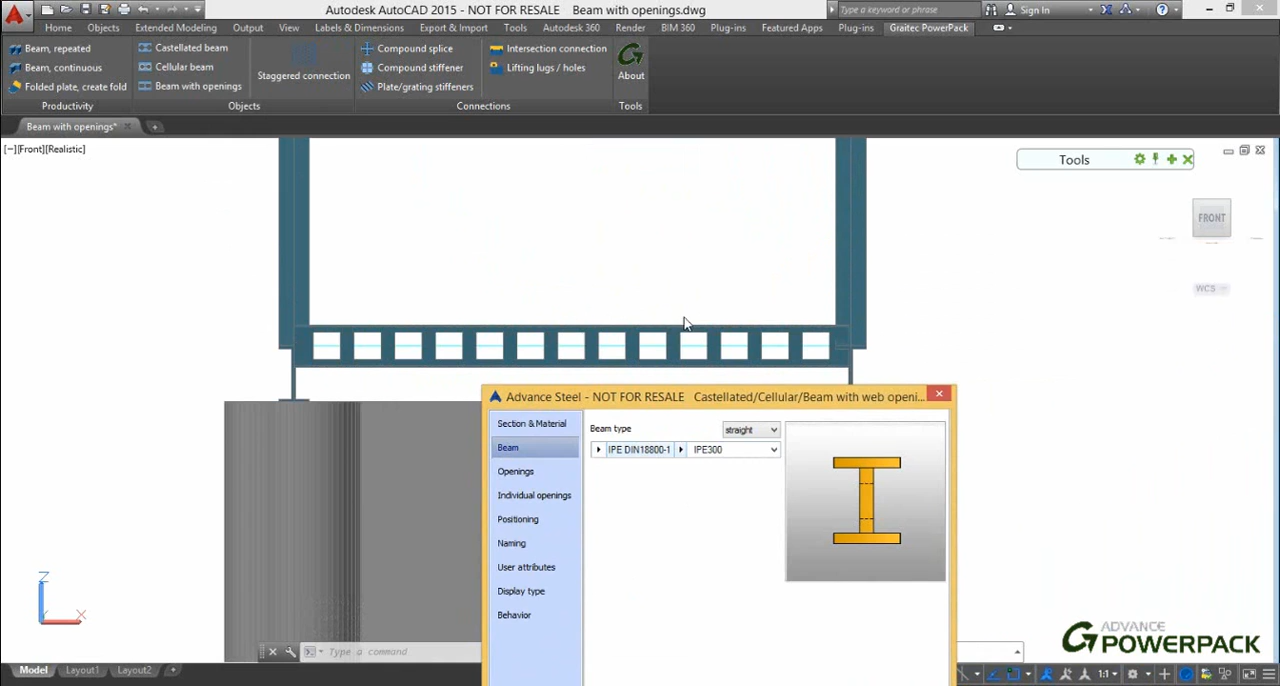 Autodesk AutoCAD 2015 - NOT FOR RESALE Beam with openings.dwg
Type a keyword or phrase
Sign In
Home Objects Extended Modeling Output View Labels & Dimensions Export & Import Tools Autodesk 360 Render BIM 360 Plug-ins Featured Apps Plug-ins Graitec PowerPack
Beam, repeated
Beam, continuous
Folded plate, create fold
Productivity
Castellated beam
Cellular beam
Beam with openings
Staggered connection
Objects
Compound splice
Compound stiffener
Plate/grating stiffeners
Intersection connection
Lifting lugs / holes
Connections
About
Tools
Beam with openings*
[−][Front][Realistic]
Tools
FRONT
WCS
Advance Steel - NOT FOR RESALE Castellated/Cellular/Beam with web openi...
Section & Material
Beam
Openings
Individual openings
Positioning
Naming
User attributes
Display type
Behavior
Beam type
straight
IPE DIN18800-1
IPE300
Z
X
Type a command
ADVANCE
POWERPACK
Model Layout1 Layout2
1:1